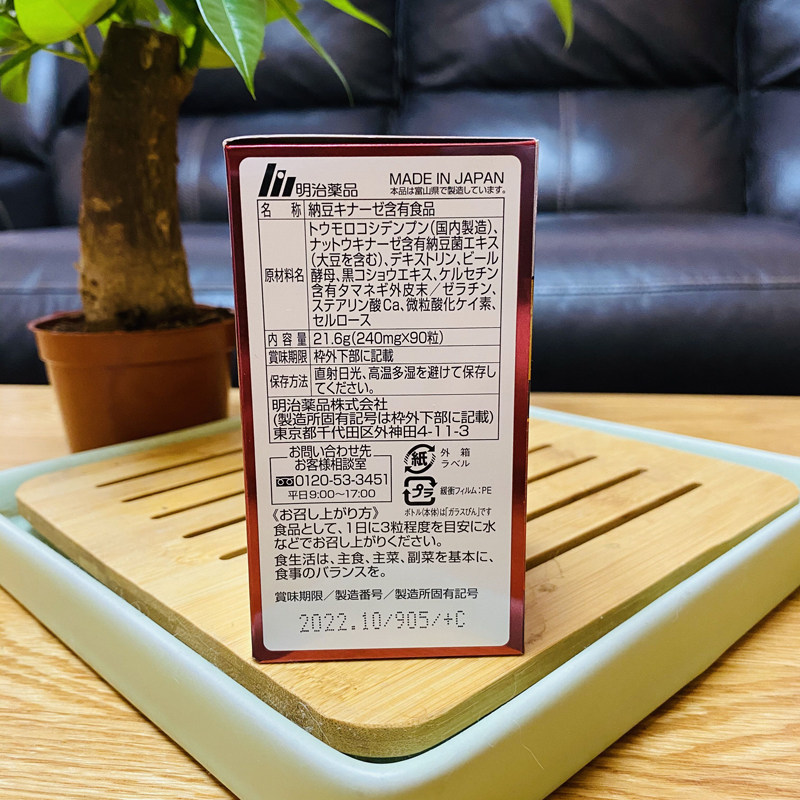 明治薬品
MADE IN JAPAN
本品は富山県で製造しています。
名称 納豆キナーゼ含有食品
原材料名
トウモロコシデンプン(国内製造)、
ナットウキナーゼ含有納豆菌エキス
(大豆を含む)、デキストリン、ビール
酵母、黒コショウエキス、ケルセチン
含有タマネギ外皮末/ゼラチン、
ステアリン酸Ca、微粒酸化ケイ素、
セルロース
内容量 21.6g(240mg×90粒)
賞味期限 枠外下部に記載
保存方法 直射日光、高温多湿を避けて保存し
てください。
明治薬品株式会社
(製造所固有記号は枠外下部に記載)
東京都千代田区外神田4-11-3
お問い合わせ先
お客様相談室
0120-53-3451
平日9:00~17:00
紙 外箱
ラベル
プラ 緩衝フィルム:PE
ボトル(本体)は「ガラスびん」です
《お召し上がり方》
食品として、1日に3粒程度を目安に水
などでお召し上がりください。
食生活は、主食、主菜、副菜を基本に、
食事のバランスを。
賞味期限/製造番号/製造所固有記号
2022.10/905/+C